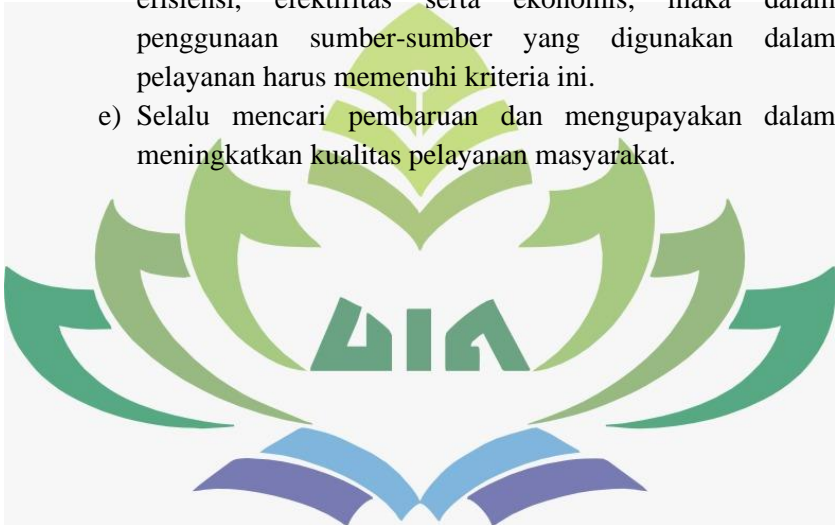 efisiensi, efektifitas serta ekonomis, maka dalam
penggunaan sumber-sumber yang digunakan dalam
pelayanan harus memenuhi kriteria ini.
e) Selalu mencari pembaruan dan mengupayakan dalam
meningkatkan kualitas pelayanan masyarakat.
UIN